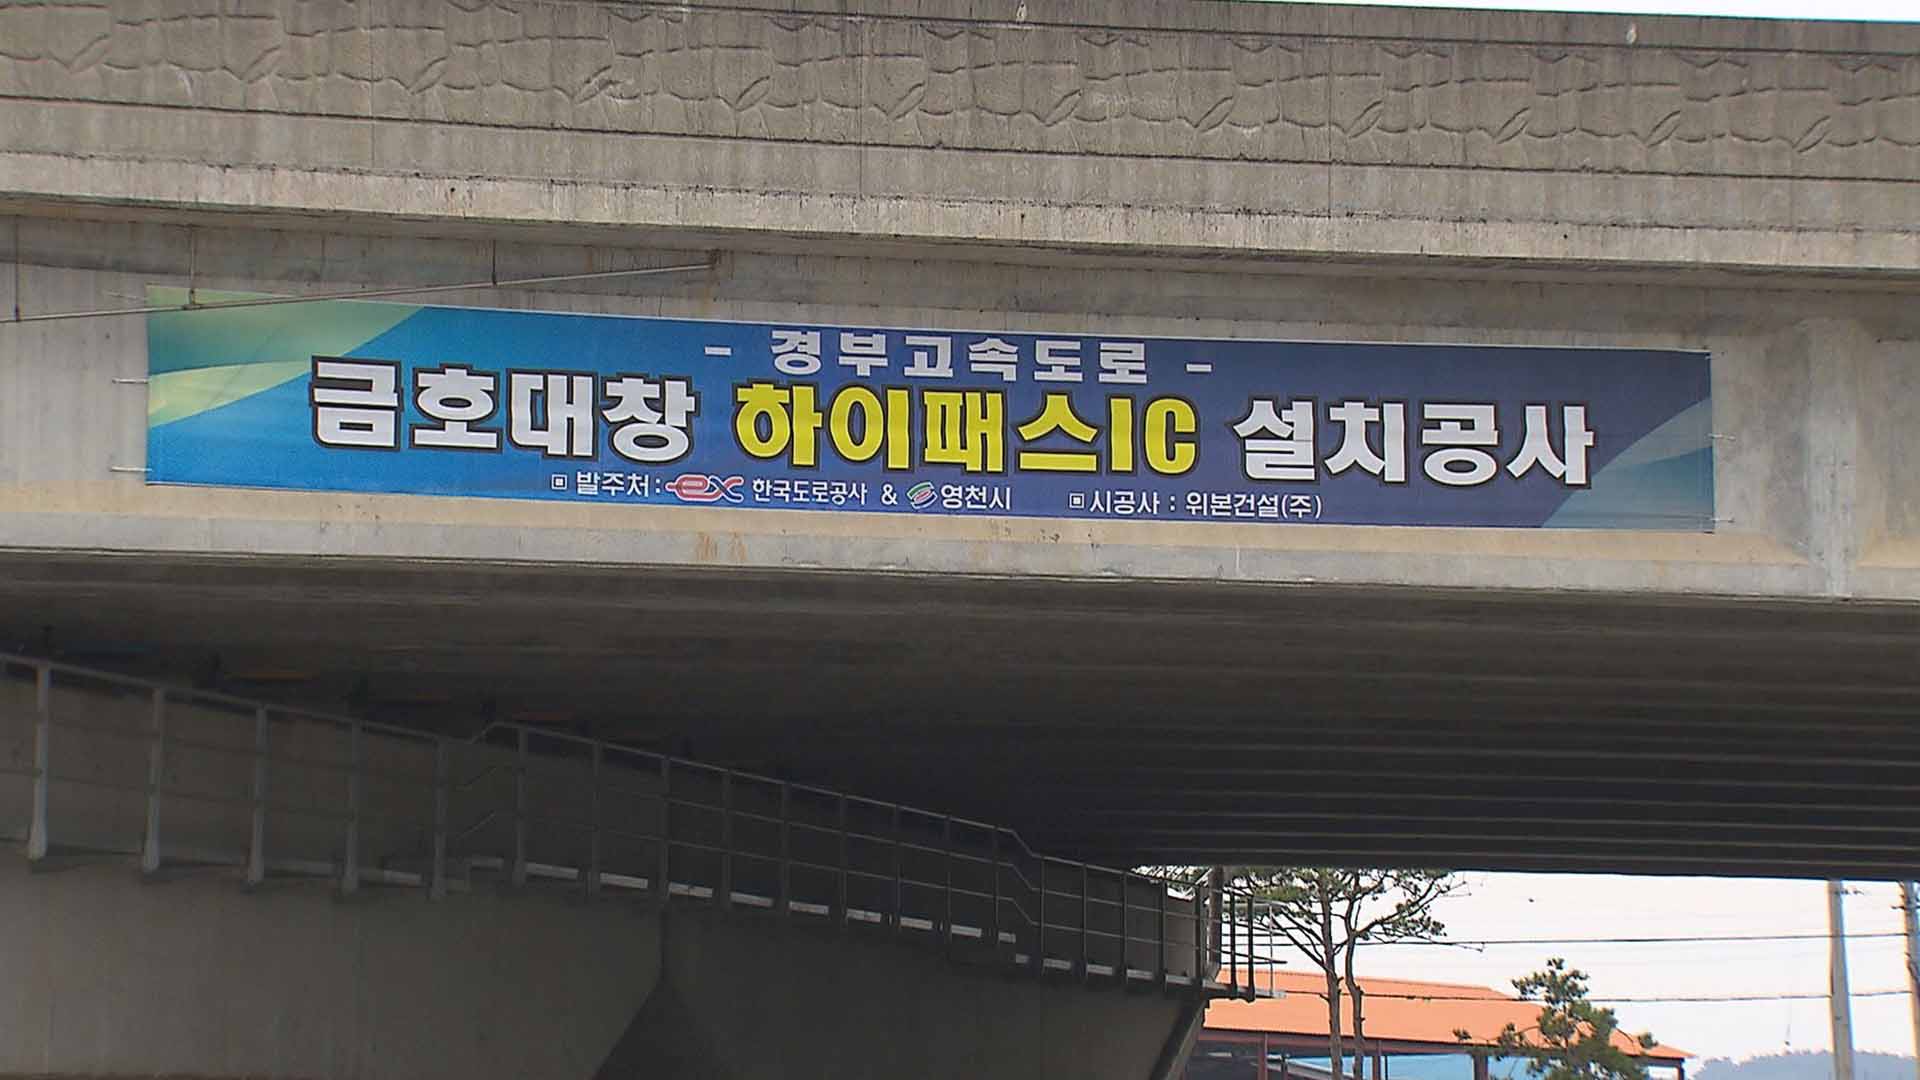 - 경부고속도로 -
금호대창 하이패스IC 설치공사
▣ 발주처 : ex 한국도로공사 & 영천시 ▣ 시공사 : 위본건설(주)